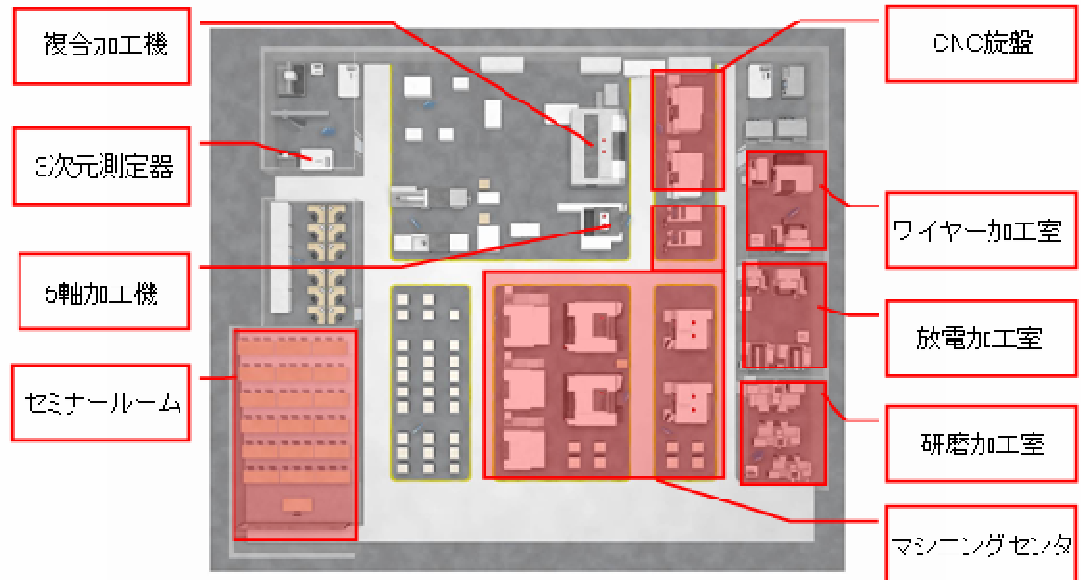 複合加工機
3次元測定器
5軸加工機
セミナールーム
CNC旋盤
ワイヤー加工室
放電加工室
研磨加工室
マシニングセンタ